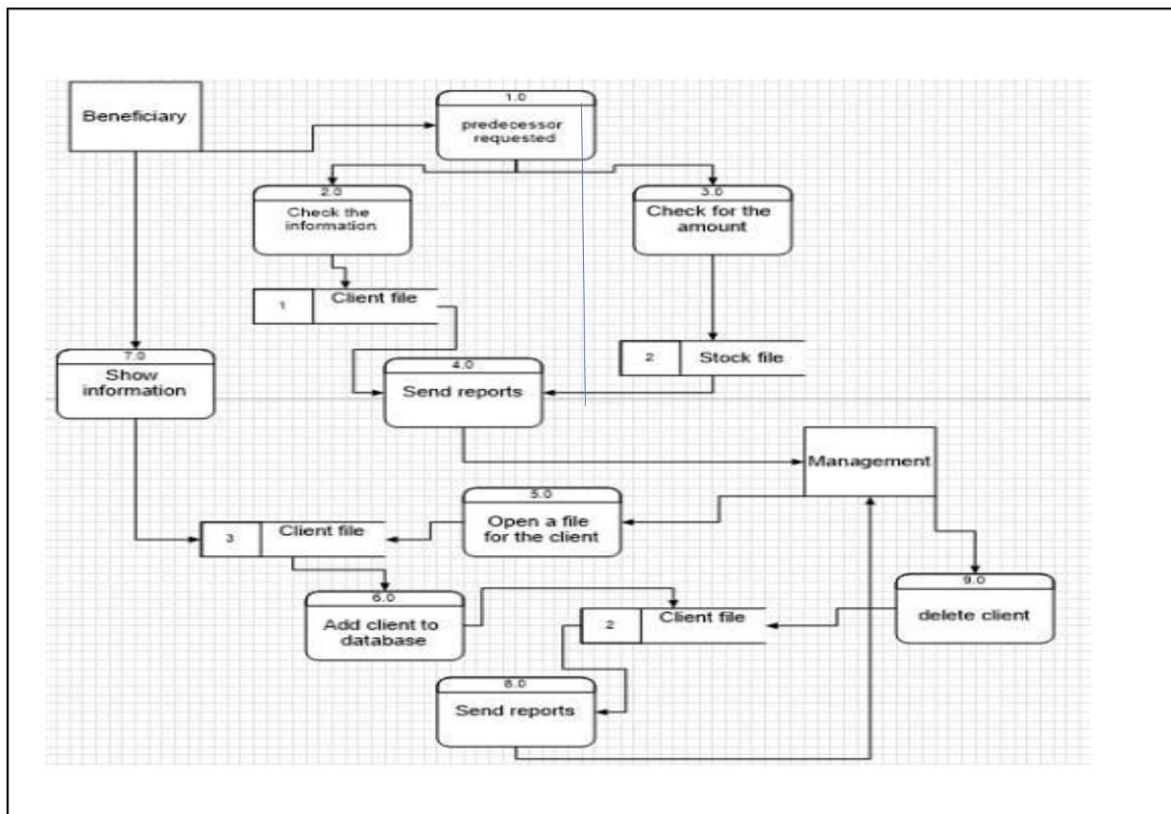 Beneficiary
1.0
predecessor
requested
2.0
Check the
information
3.0
Check for the
amount
1
Client file
2
Stock file
7.0
Show
information
4.0
Send reports
Management
5.0
Open a file
for the client
3
Client file
6.0
Add client to
database
2
Client file
9.0
delete client
8.0
Send reports